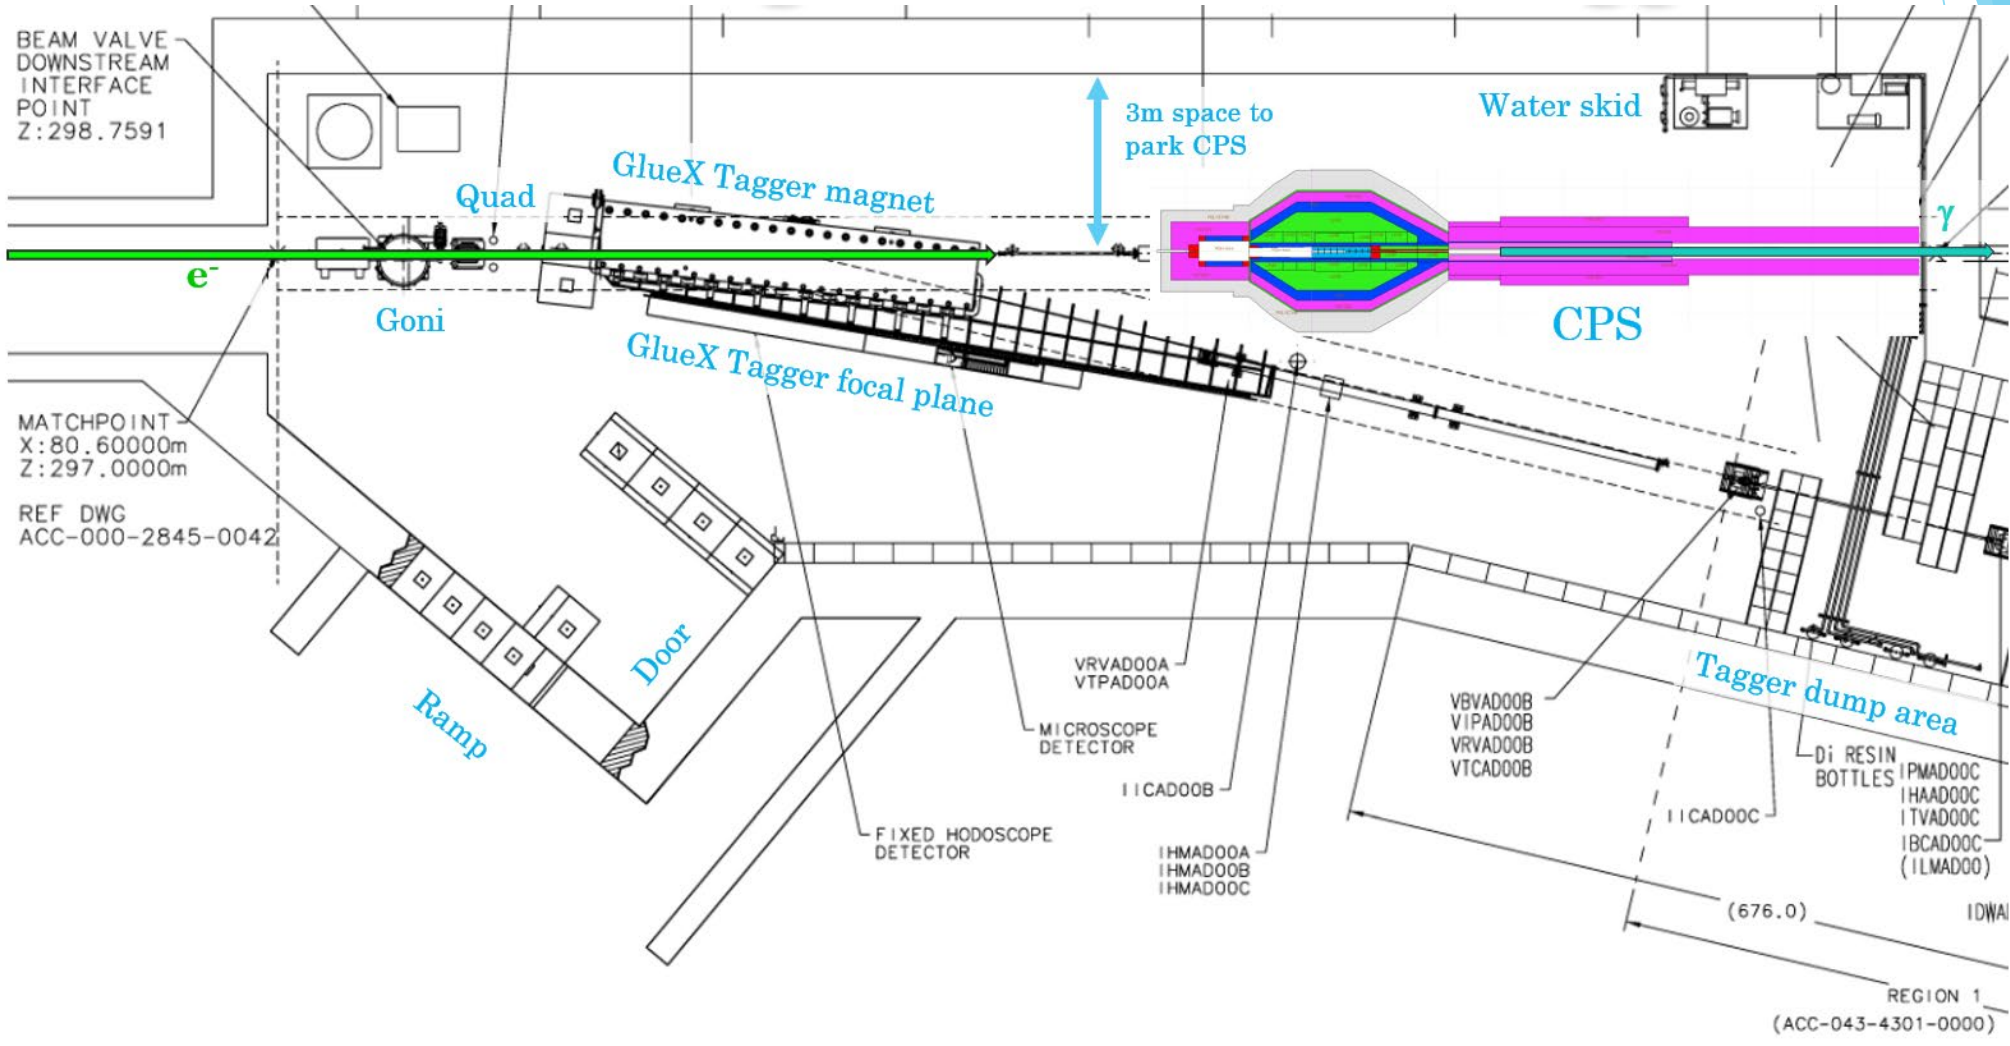 BEAM VALVE
DOWNSTREAM
INTERFACE
POINT
Z:298.7591
Quad
GlueX Tagger magnet
3m space to
park CPS
Water skid
γ
e-
Goni
GlueX Tagger focal plane
CPS
MATCHPOINT
X:80.60000m
Z:297.0000m
REF DWG
ACC-000-2845-0042
Door
Ramp
VRVAD00A
VTPAD00A
MICROSCOPE
DETECTOR
IICAD00B
FIXED HODOSCOPE
DETECTOR
IHMAD00A
IHMAD00B
IHMAD00C
VBVAD00B
VIPAD00B
VRVAD00B
VTCAD00B
Tagger dump area
Di RESIN
BOTTLES
IICAD00C
IPMAD00C
IHAAD00C
ITVAD00C
IBCAD00C
(ILMAD00)
(676.0)
IDWA
REGION 1
(ACC-043-4301-0000)